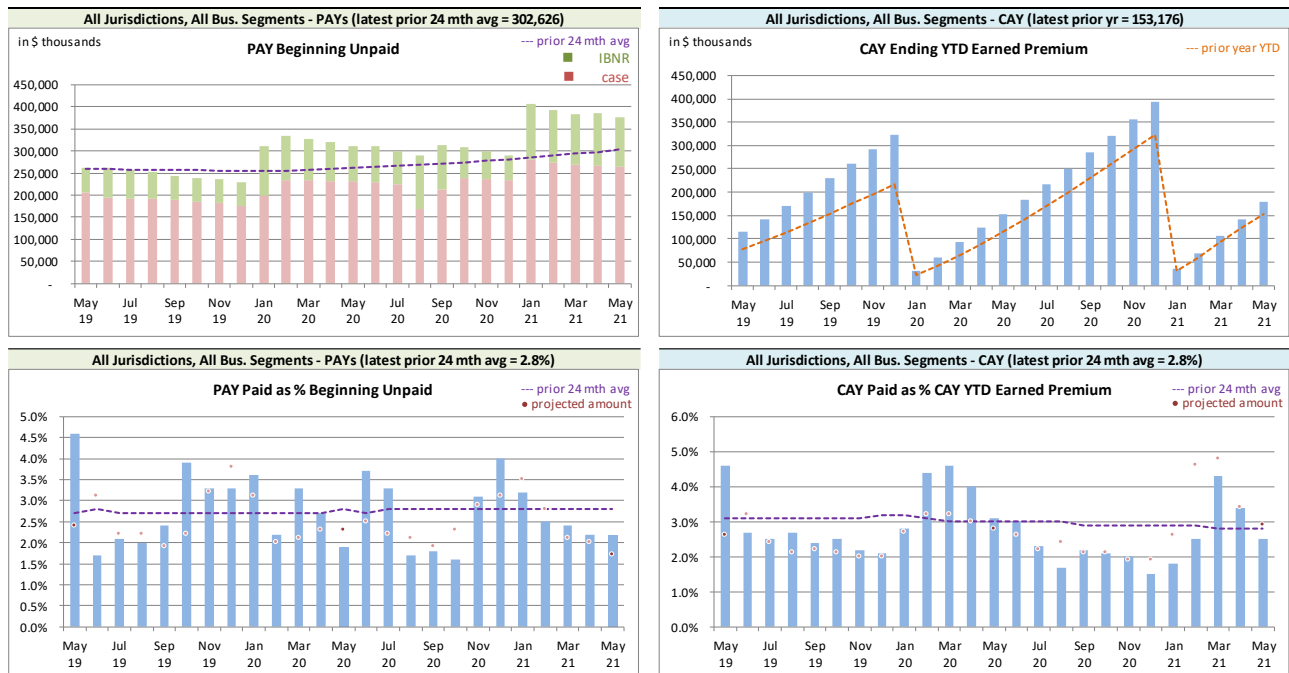 All Jurisdictions, All Bus. Segments - PAYs (latest prior 24 mth avg = 302,626)
in $ thousands
PAY Beginning Unpaid
--- prior 24 mth avg
IBNR
case
450,000
400,000
350,000
300,000
250,000
200,000
150,000
100,000
50,000
-
May Jul Sep Nov Jan Mar May Jul Sep Nov Jan Mar May
19 19 19 19 20 20 20 20 20 20 21 21 21
All Jurisdictions, All Bus. Segments - CAY (latest prior yr = 153,176)
in $ thousands
CAY Ending YTD Earned Premium
--- prior year YTD
450,000
400,000
350,000
300,000
250,000
200,000
150,000
100,000
50,000
-
May Jul Sep Nov Jan Mar May Jul Sep Nov Jan Mar May
19 19 19 19 20 20 20 20 20 20 21 21 21
All Jurisdictions, All Bus. Segments - PAYs (latest prior 24 mth avg = 2.8%)
PAY Paid as % Beginning Unpaid
--- prior 24 mth avg
• projected amount
5.0%
4.5%
4.0%
3.5%
3.0%
2.5%
2.0%
1.5%
1.0%
0.5%
0.0%
May Jul Sep Nov Jan Mar May Jul Sep Nov Jan Mar May
19 19 19 19 20 20 20 20 20 20 21 21 21
All Jurisdictions, All Bus. Segments - CAY (latest prior 24 mth avg = 2.8%)
CAY Paid as % CAY YTD Earned Premium
--- prior 24 mth avg
• projected amount
6.0%
5.0%
4.0%
3.0%
2.0%
1.0%
0.0%
May Jul Sep Nov Jan Mar May Jul Sep Nov Jan Mar May
19 19 19 19 20 20 20 20 20 20 21 21 21